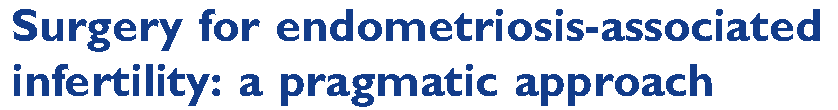 Surgery for endometriosis-associated
infertility: a pragmatic approach